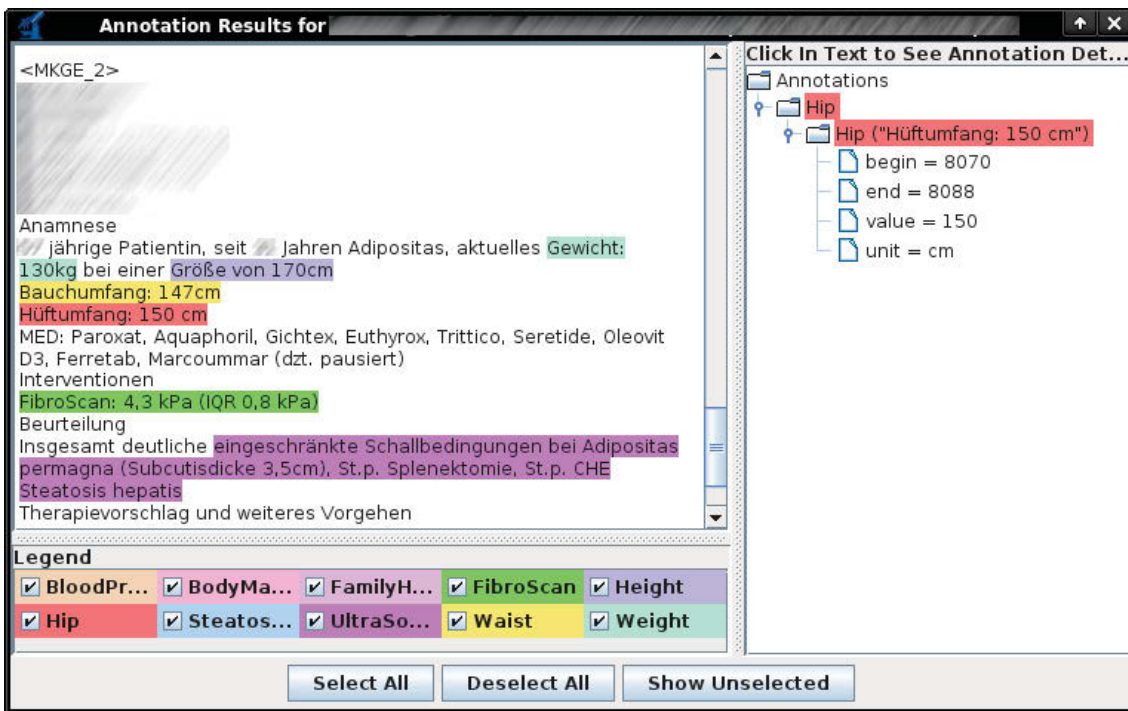 Annotation Results for
<MKGE_2>
Anamnese
jährige Patientin, seit Jahren Adipositas, aktuelles Gewicht:
130kg bei einer Größe von 170cm
Bauchumfang: 147cm
Hüftumfang: 150 cm
MED: Paroxat, Aquaphoril, Gichtex, Euthyrox, Trittico, Seretide, Oleovit
D3, Ferretab, Marcoummar (dzt. pausiert)
Interventionen
FibroScan: 4,3 kPa (IQR 0,8 kPa)
Beurteilung
Insgesamt deutliche eingeschränkte Schallbedingungen bei Adipositas
permagna (Subcutisdicke 3,5cm), St.p. Splenektomie, St.p. CHE
Steatosis hepatis
Therapievorschlag und weiteres Vorgehen
Click In Text to See Annotation Det...
Annotations
Hip
Hip ("Hüftumfang: 150 cm")
begin = 8070
end = 8088
value = 150
unit = cm
Legend
BloodPr... BodyMa... FamilyH... FibroScan Height
Hip Steatos... UltraSo... Waist Weight
Select All Deselect All Show Unselected